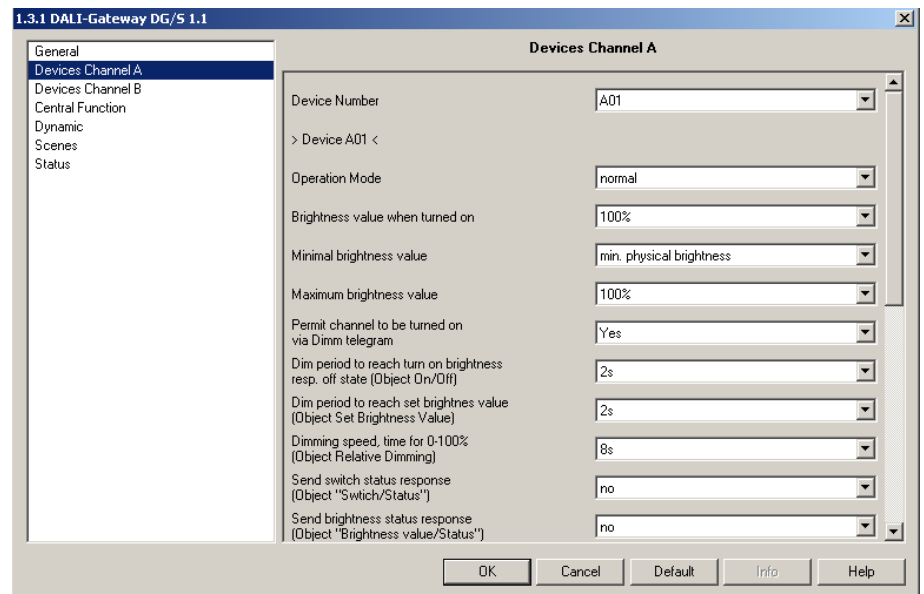 1.3.1 DALI-Gateway DG/S 1.1
General
Devices Channel A
Devices Channel B
Central Function
Dynamic
Scenes
Status
Devices Channel A
Device Number
A01
> Device A01 <
Operation Mode
normal
Brightness value when turned on
100%
Minimal brightness value
min. physical brightness
Maximum brightness value
100%
Permit channel to be turned on
via Dimm telegram
Yes
Dim period to reach turn on brightness
resp. off state (Object On/Off)
2s
Dim period to reach set brightnes value
(Object Set Brightness Value)
2s
Dimming speed, time for 0-100%
(Object Relative Dimming)
8s
Send switch status response
(Object "Swtich/Status")
no
Send brightness status response
(Object "Brightness value/Status")
no
OK
Cancel
Default
Info
Help